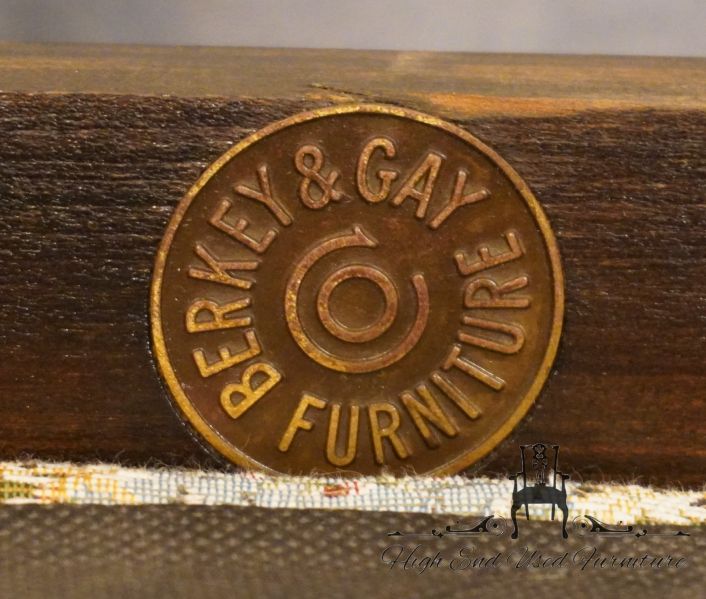 BERKEY & GAY
FURNITURE
High End Used Furniture